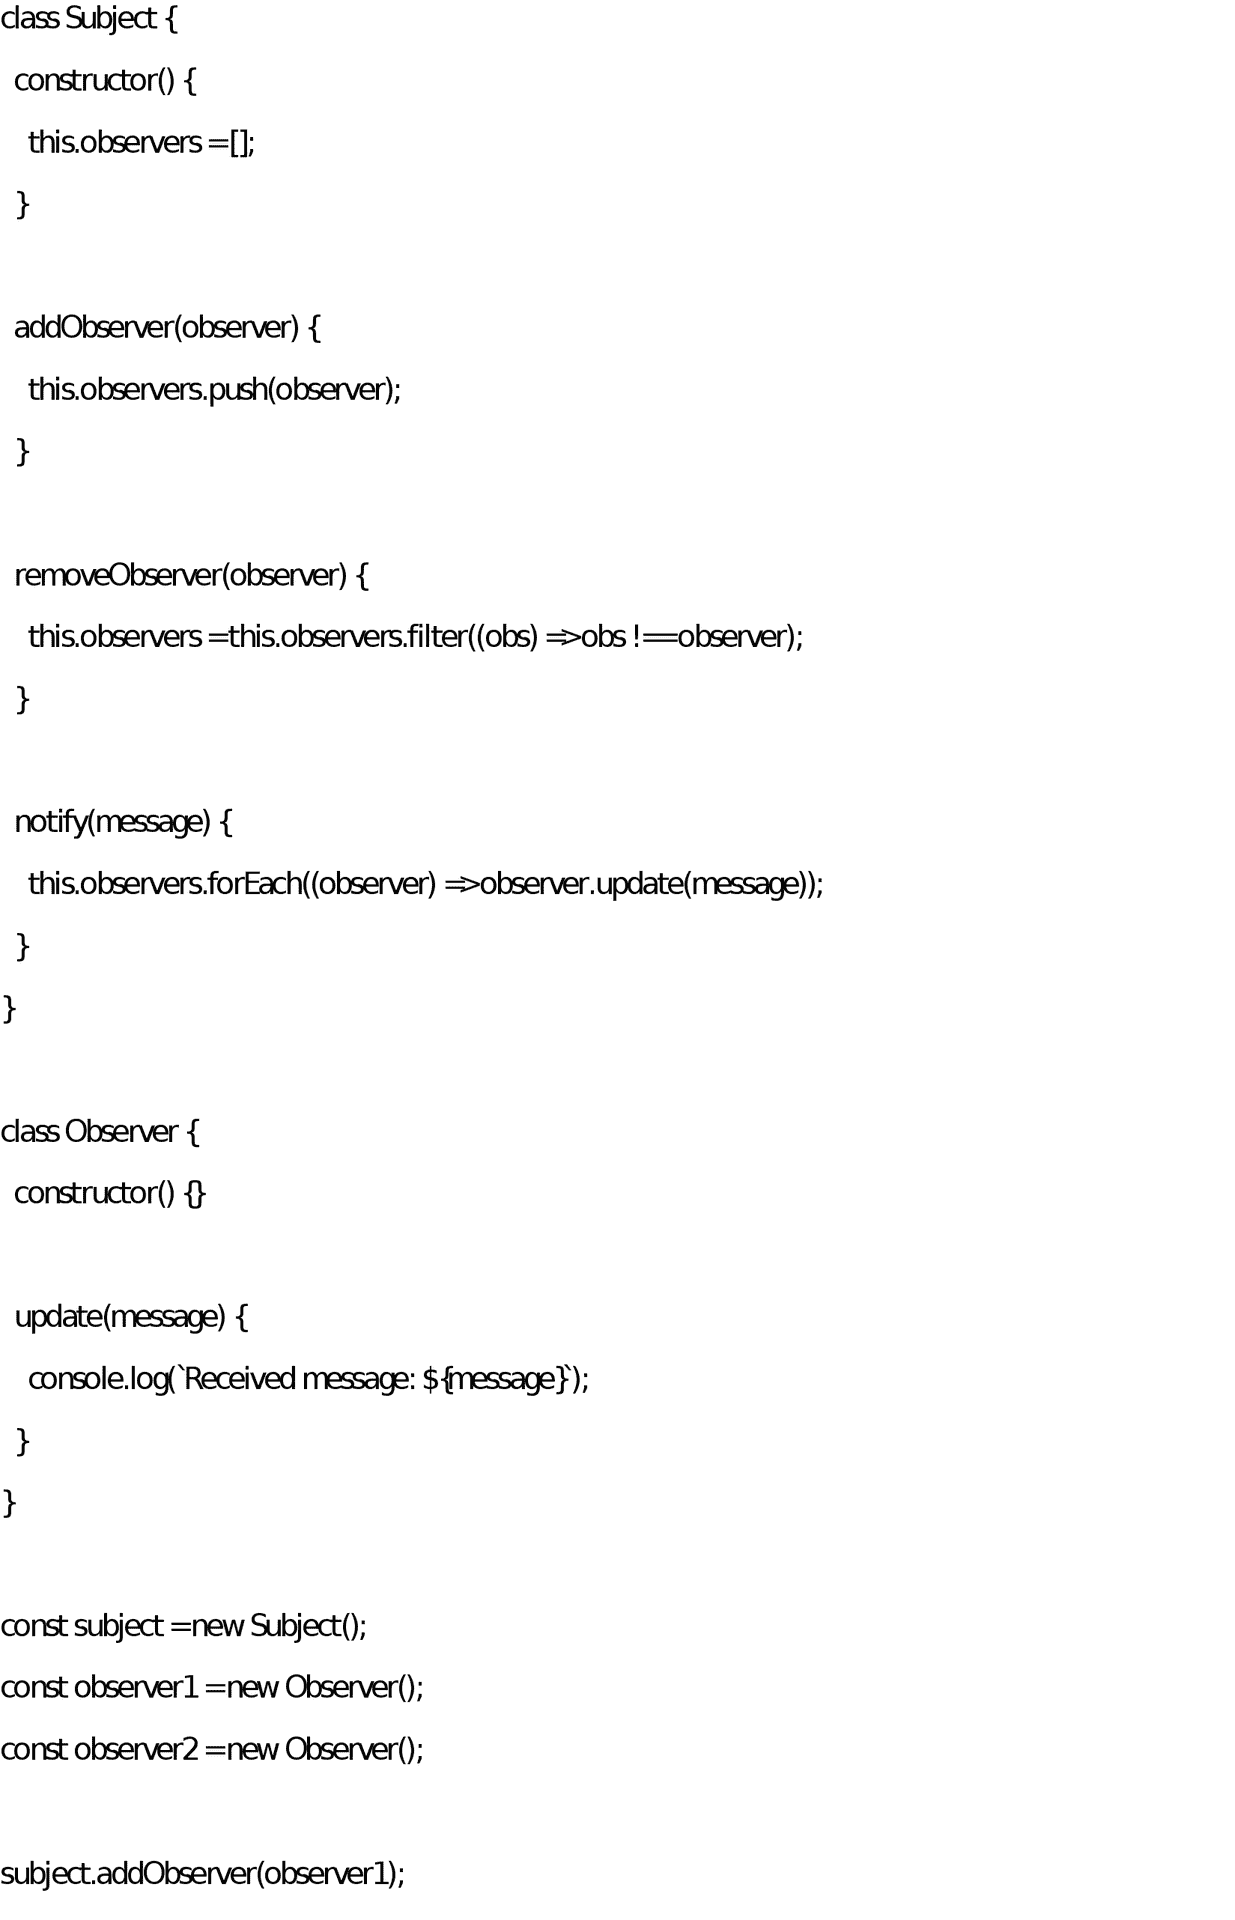 class Subject {
  constructor() {
    this.observers = [];
  }

  addObserver(observer) {
    this.observers.push(observer);
  }

  removeObserver(observer) {
    this.observers = this.observers.filter((obs) => obs !== observer);
  }

  notify(message) {
    this.observers.forEach((observer) => observer.update(message));
  }
}

class Observer {
  constructor() {}

  update(message) {
    console.log(`Received message: ${message}`);
  }
}

const subject = new Subject();
const observer1 = new Observer();
const observer2 = new Observer();

subject.addObserver(observer1);